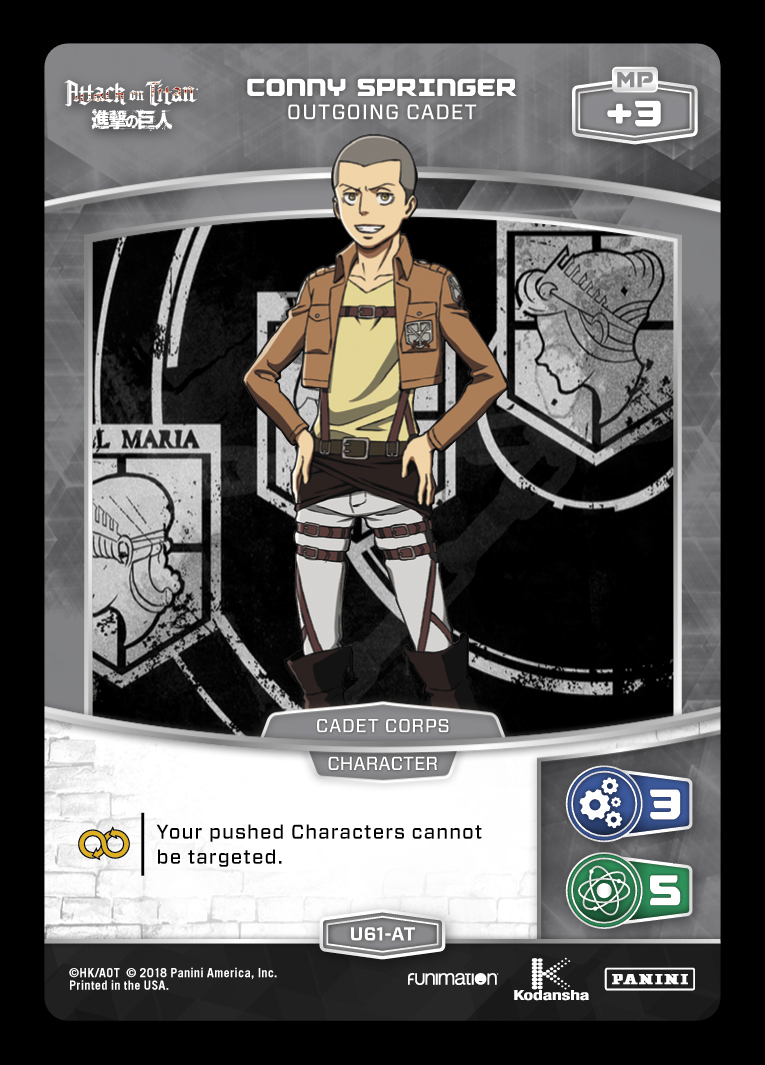 Attack on Titan
進撃の巨人
CONNY SPRINGER
OUTGOING CADET
MP
+3
LL MARIA
CADET CORPS
CHARACTER
Your pushed Characters cannot
be targeted.
3
5
U61-AT
©HK/AOT © 2018 Panini America, Inc.
Printed in the USA.
FUNIMATION
K
Kodansha
PANINI